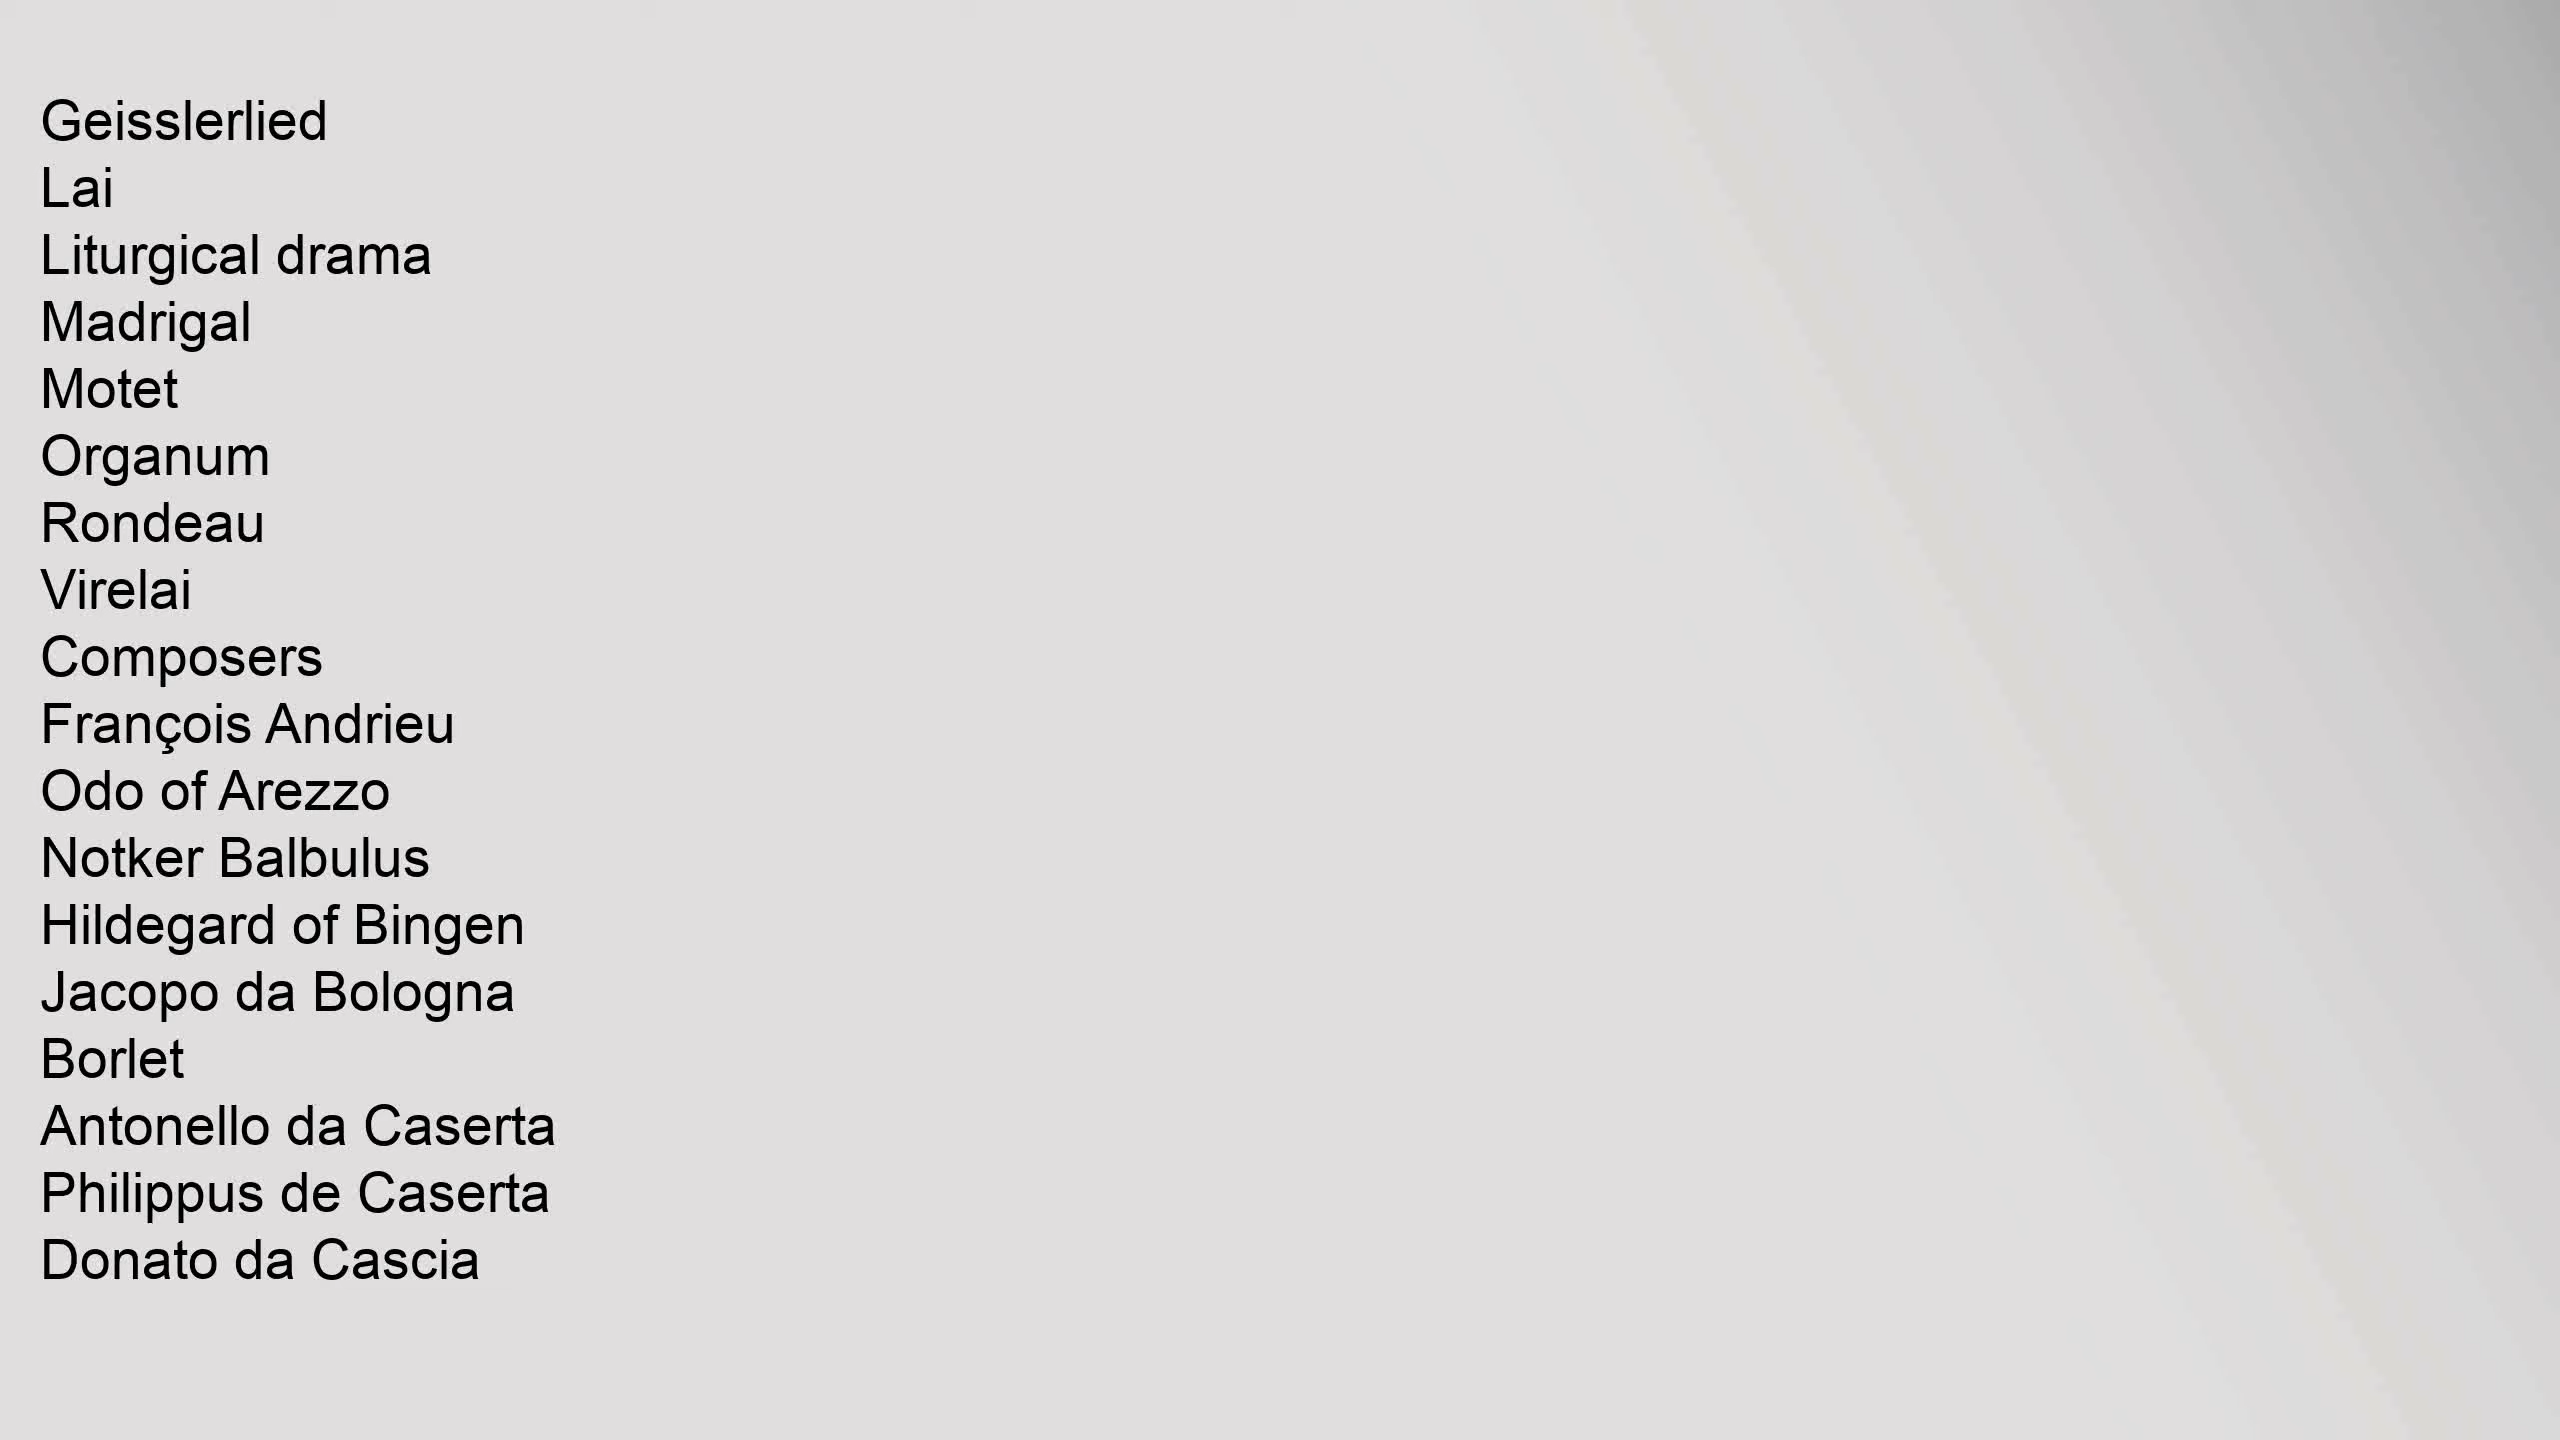 Geisslerlied
Lai
Liturgical drama
Madrigal
Motet
Organum
Rondeau
Virelai
Composers
François Andrieu
Odo of Arezzo
Notker Balbulus
Hildegard of Bingen
Jacopo da Bologna
Borlet
Antonello da Caserta
Philippus de Caserta
Donato da Cascia